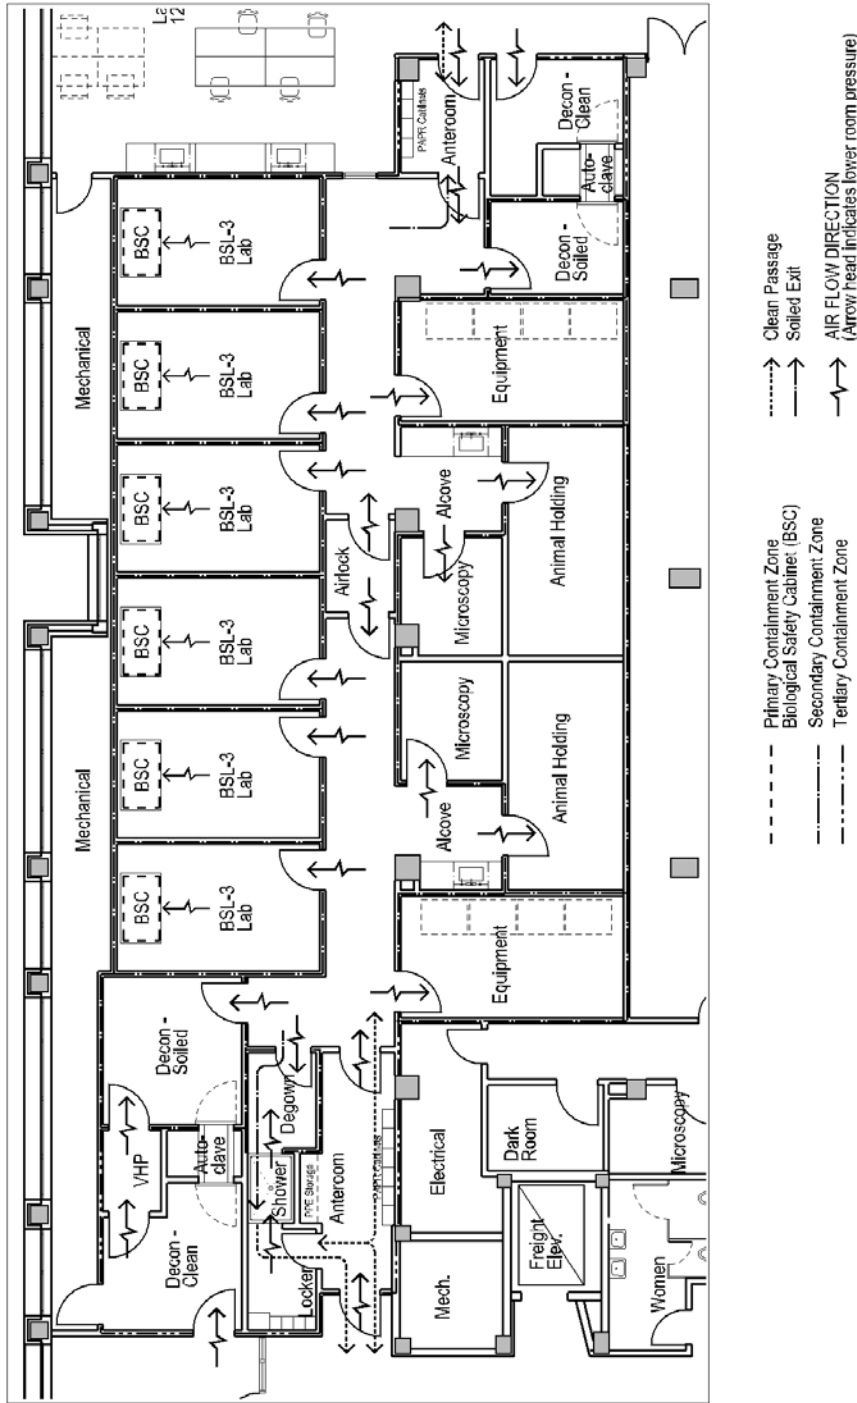 La
12
Mechanical
Mechanical
BSC
BSL-3
Lab
BSC
BSL-3
Lab
BSC
BSL-3
Lab
BSC
BSL-3
Lab
BSC
BSL-3
Lab
BSC
BSL-3
Lab
PAPR Cabinets
Anteroom
Decon -
Clean
Auto-
clave
Decon -
Soiled
Equipment
Alcove
Airlock
Microscopy
Animal Holding
Microscopy
Animal Holding
Alcove
Equipment
Decon -
Soiled
VHP
Auto-
clave
Decon -
Clean
Degown
Shower
Locker
PPE Storage
Anteroom
PAPR Cabinets
Electrical
Mech.
Dark
Room
Freight
Elev.
Microscopy
Women
Primary Containment Zone
Biological Safety Cabinet (BSC)
Secondary Containment Zone
Tertiary Containment Zone
Clean Passage
Soiled Exit
AIR FLOW DIRECTION
(Arrow head indicates lower room pressure)